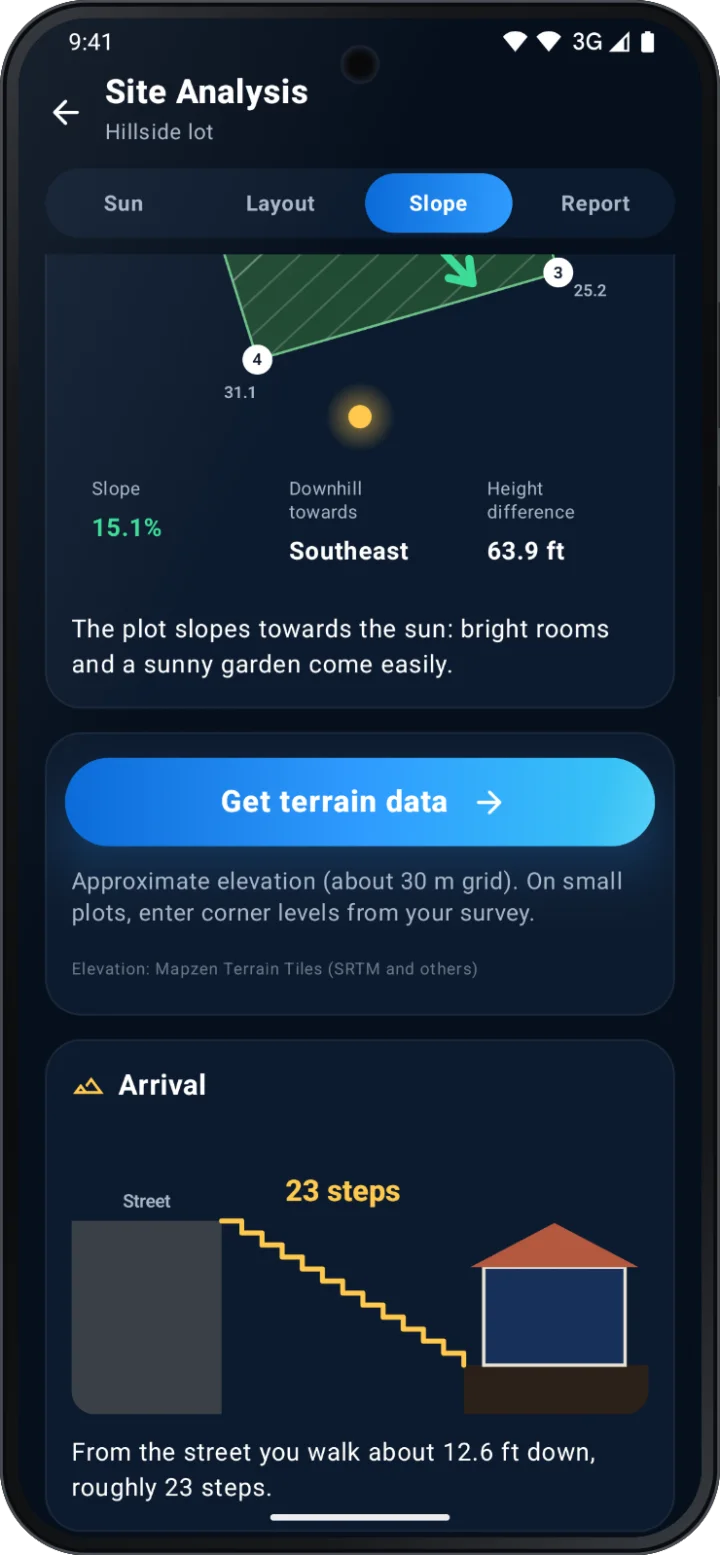 9:41
3G
Site Analysis
Hillside lot
Sun
Layout
Slope
Report
3
25.2
4
31.1
Slope
15.1%
Downhill
towards
Southeast
Height
difference
63.9 ft
The plot slopes towards the sun: bright rooms
and a sunny garden come easily.
Get terrain data
Approximate elevation (about 30 m grid). On small
plots, enter corner levels from your survey.
Elevation: Mapzen Terrain Tiles (SRTM and others)
Arrival
23 steps
Street
From the street you walk about 12.6 ft down,
roughly 23 steps.